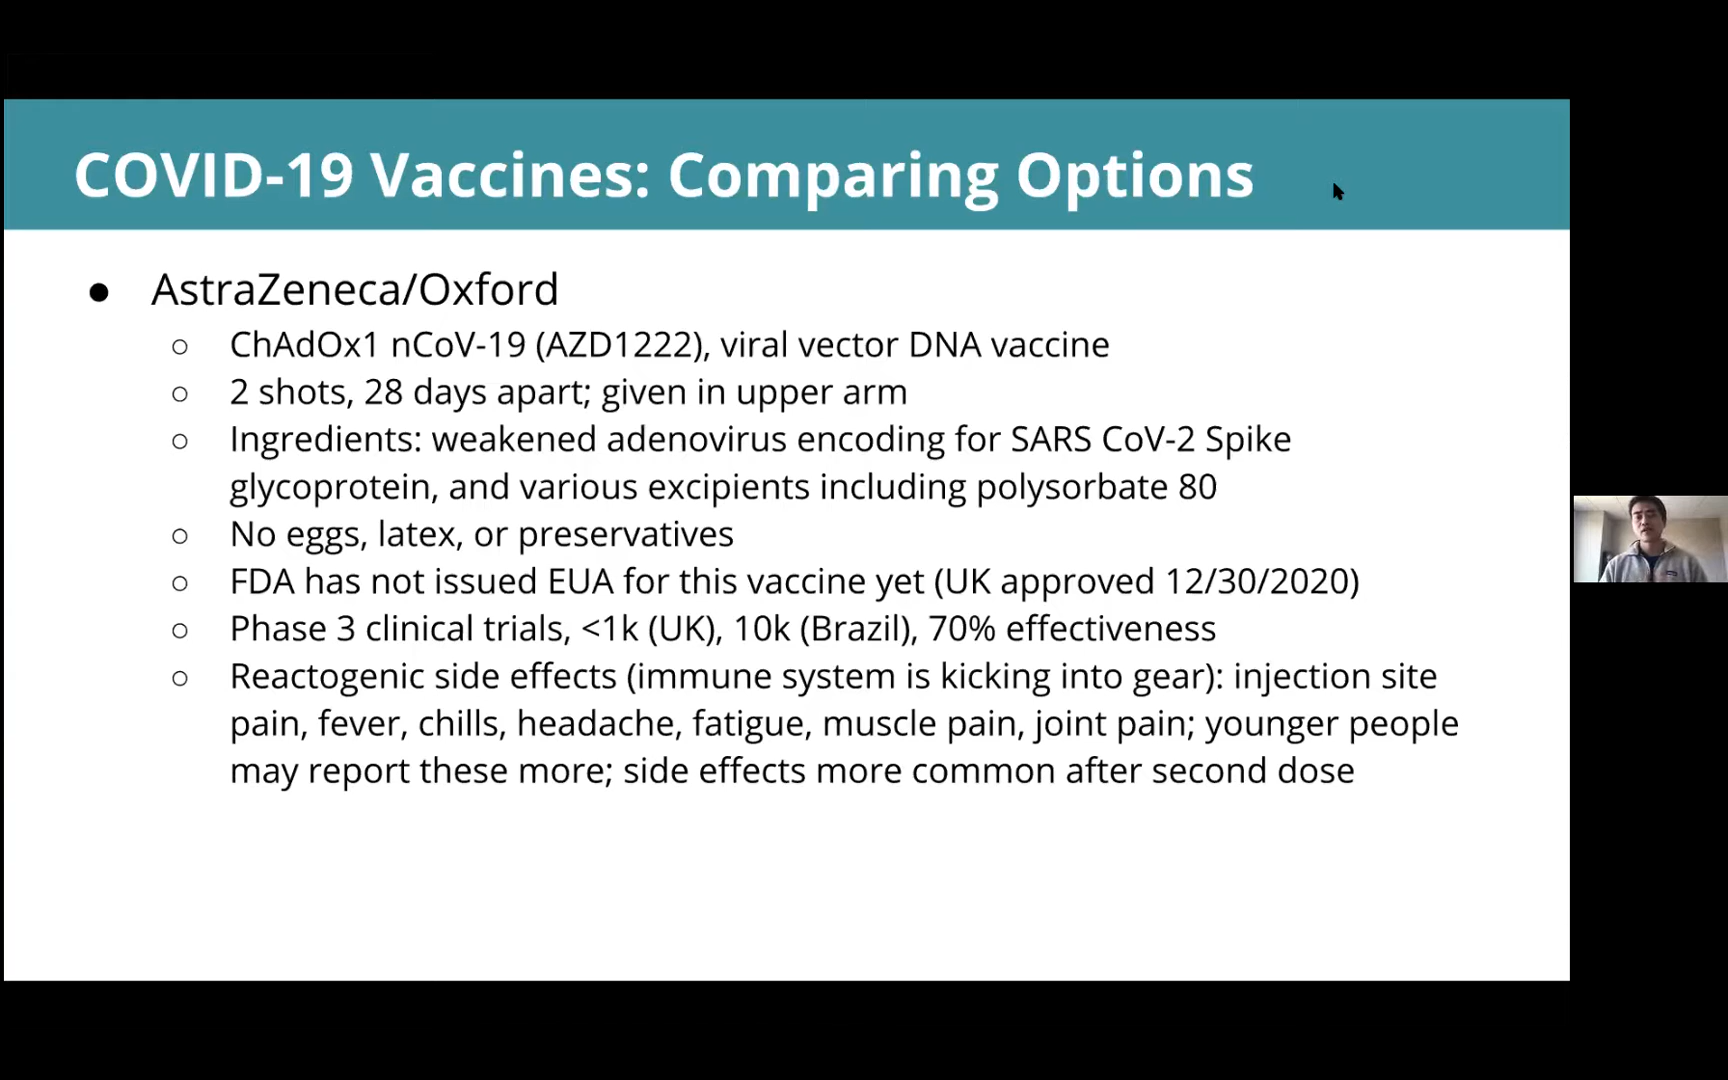 COVID-19 Vaccines: Comparing Options
● AstraZeneca/Oxford
○ ChAdOx1 nCoV-19 (AZD1222), viral vector DNA vaccine
○ 2 shots, 28 days apart; given in upper arm
○ Ingredients: weakened adenovirus encoding for SARS CoV-2 Spike
glycoprotein, and various excipients including polysorbate 80
○ No eggs, latex, or preservatives
○ FDA has not issued EUA for this vaccine yet (UK approved 12/30/2020)
○ Phase 3 clinical trials, <1k (UK), 10k (Brazil), 70% effectiveness
○ Reactogenic side effects (immune system is kicking into gear): injection site
pain, fever, chills, headache, fatigue, muscle pain, joint pain; younger people
may report these more; side effects more common after second dose